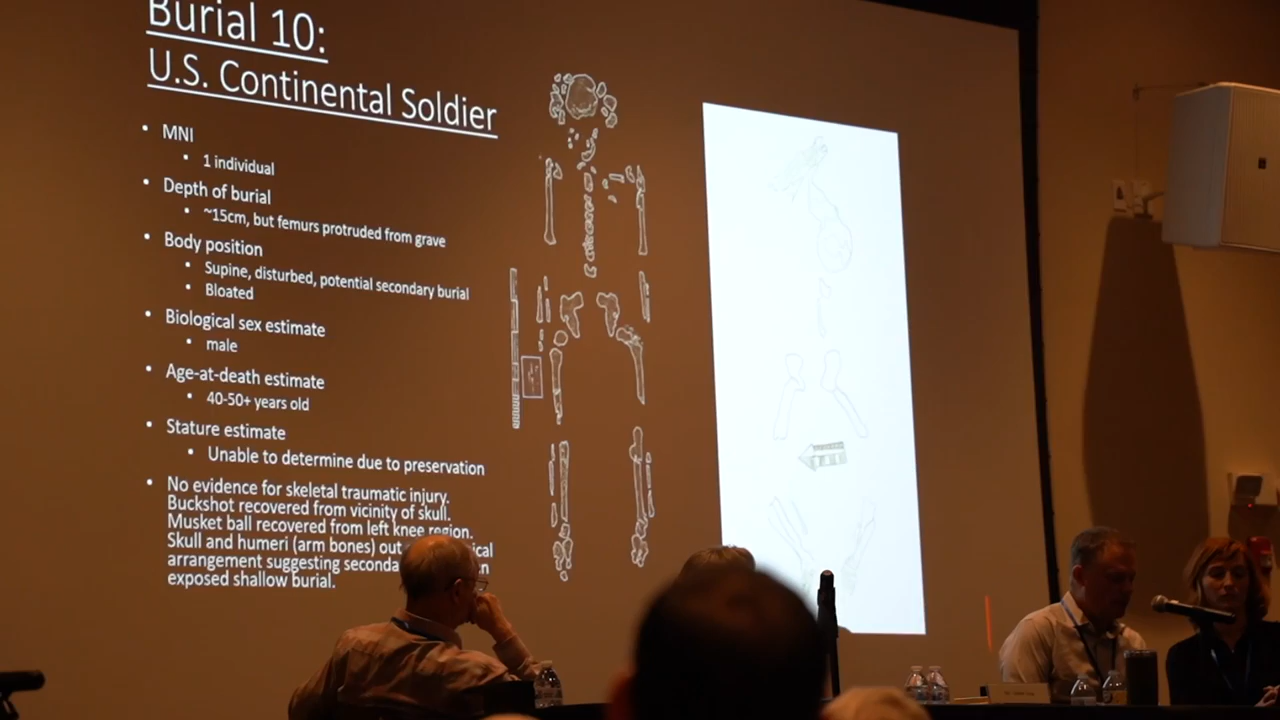 Burial 10:
U.S. Continental Soldier
• MNI
• 1 individual
• Depth of burial
• ~15cm, but femurs protruded from grave
• Body position
• Supine, disturbed, potential secondary burial
• Bloated
• Biological sex estimate
• male
• Age-at-death estimate
• 40-50+ years old
• Stature estimate
• Unable to determine due to preservation
• No evidence for skeletal traumatic injury.
Buckshot recovered from vicinity of skull.
Musket ball recovered from left knee region.
Skull and humeri (arm bones) out
arrangement suggesting
exposed shallow burial.